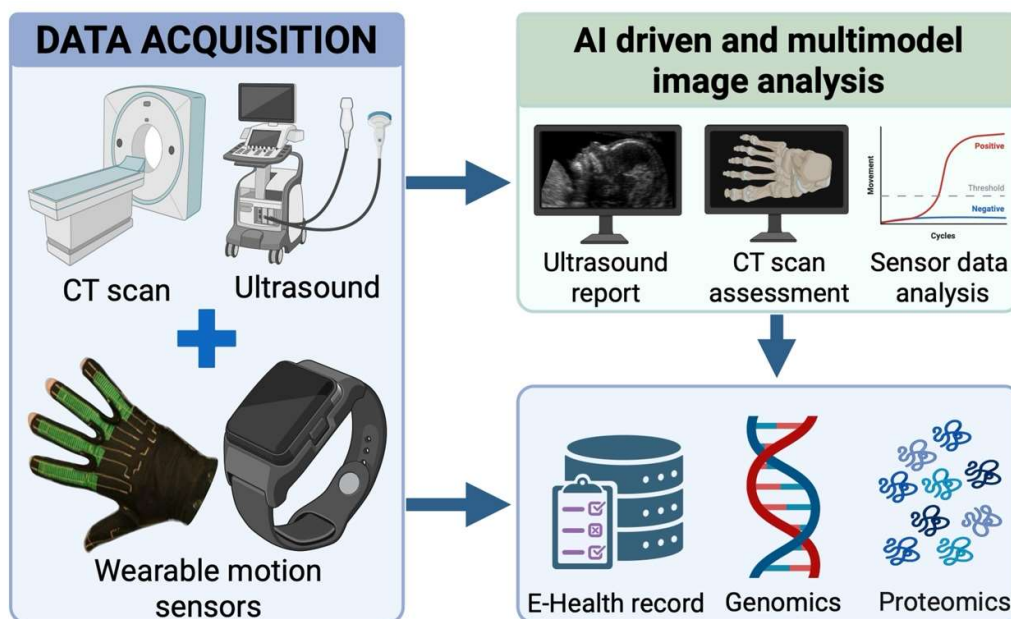 DATA ACQUISITION
CT scan
Ultrasound
Wearable motion
sensors
AI driven and multimodel
image analysis
Ultrasound
report
CT scan
assessment
Movement
Positive
Threshold
Negative
Cycles
Sensor data
analysis
E-Health record
Genomics
Proteomics